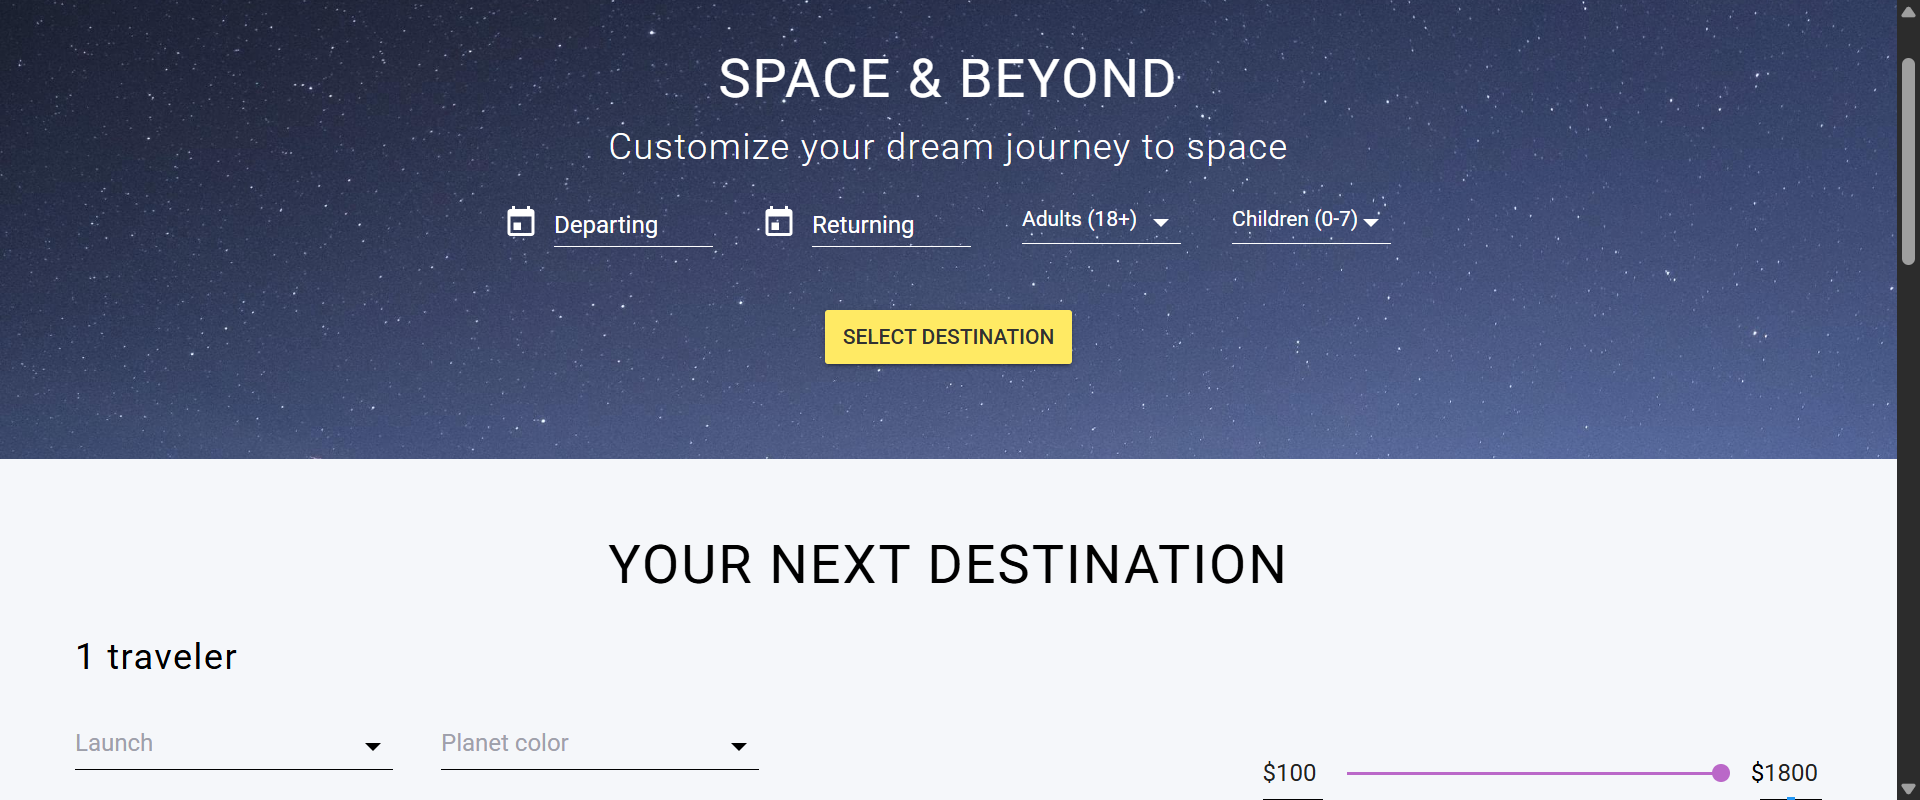 SPACE & BEYOND
Customize your dream journey to space
Departing
Returning
Adults (18+)
Children (0-7)
SELECT DESTINATION
YOUR NEXT DESTINATION
1 traveler
Launch
Planet color
$100
$1800